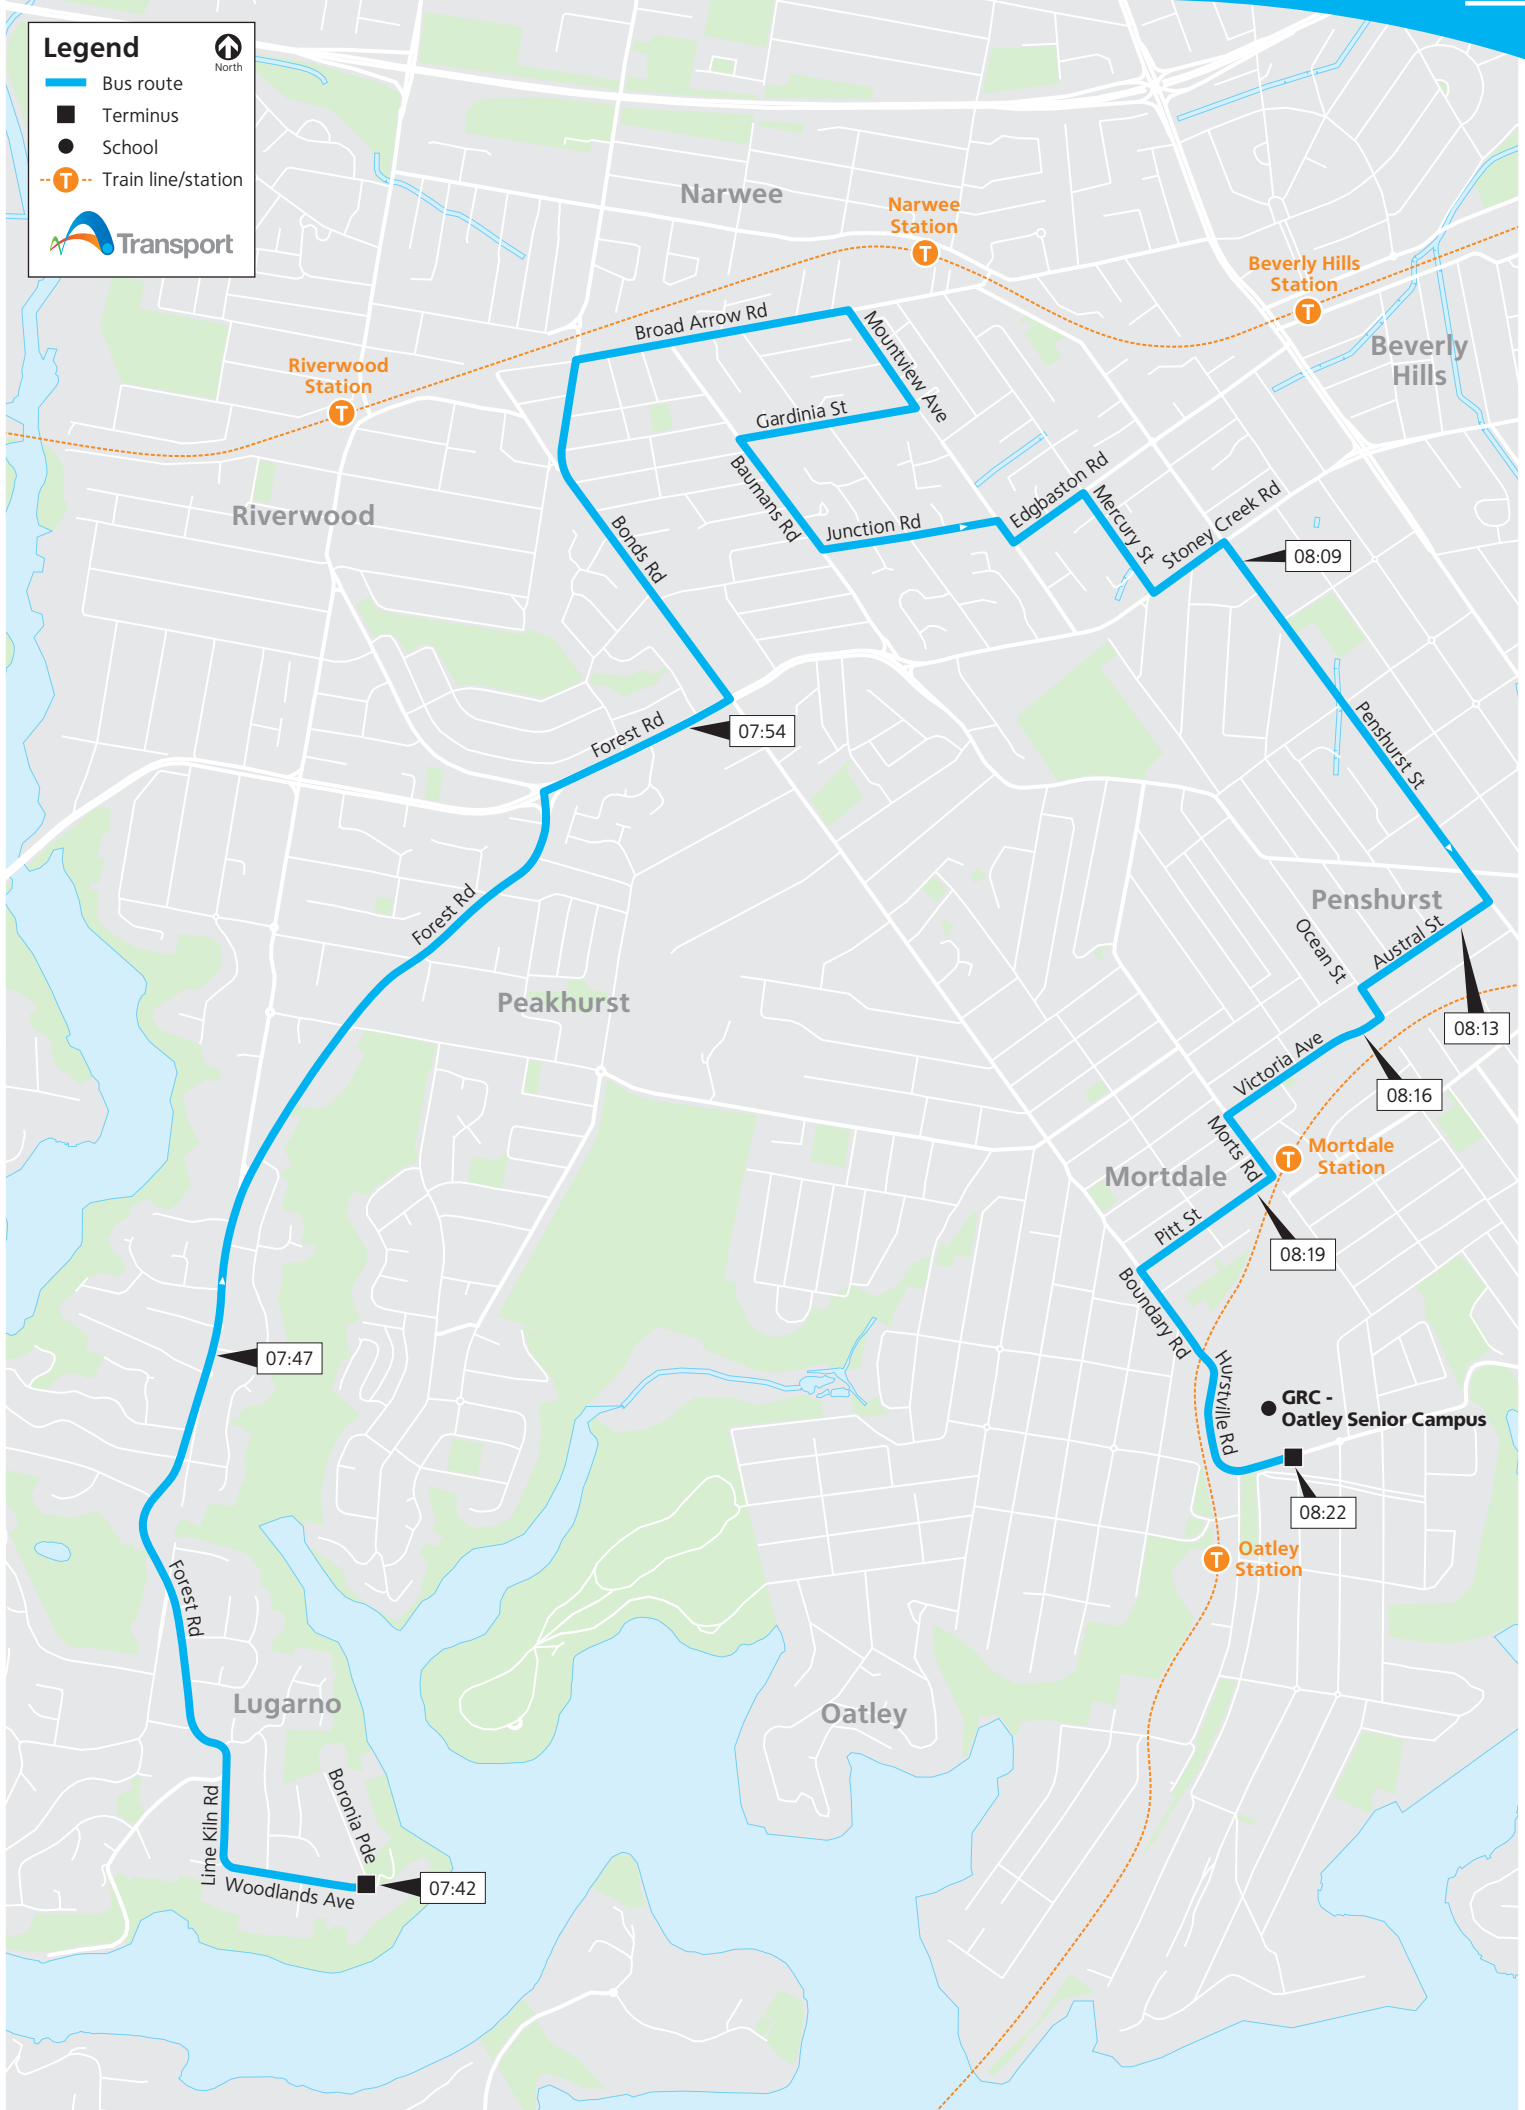 Legend
North
Bus route
Terminus
School
T
Train line/station
Transport
Narwee
Narwee
Station
T
Beverly Hills
Station
T
Beverly
Hills
Broad Arrow Rd
Mountview Ave
Riverwood
Station
T
Gardinia St
Baumans Rd
Edgbaston Rd
Mercury St
Stoney Creek Rd
Junction Rd
Riverwood
Bonds Rd
08:09
Forest Rd
07:54
Penshurst St
Forest Rd
Penshurst
Ocean St
Austral St
Peakhurst
08:13
Victoria Ave
08:16
Morts Rd
T
Mortdale
Station
Mortdale
Pitt St
08:19
Boundary Rd
07:47
Hurstville Rd
GRC -
Oatley Senior Campus
08:22
T
Oatley
Station
Forest Rd
Lugarno
Oatley
Lime Kiln Rd
Boronia Pde
Woodlands Ave
07:42